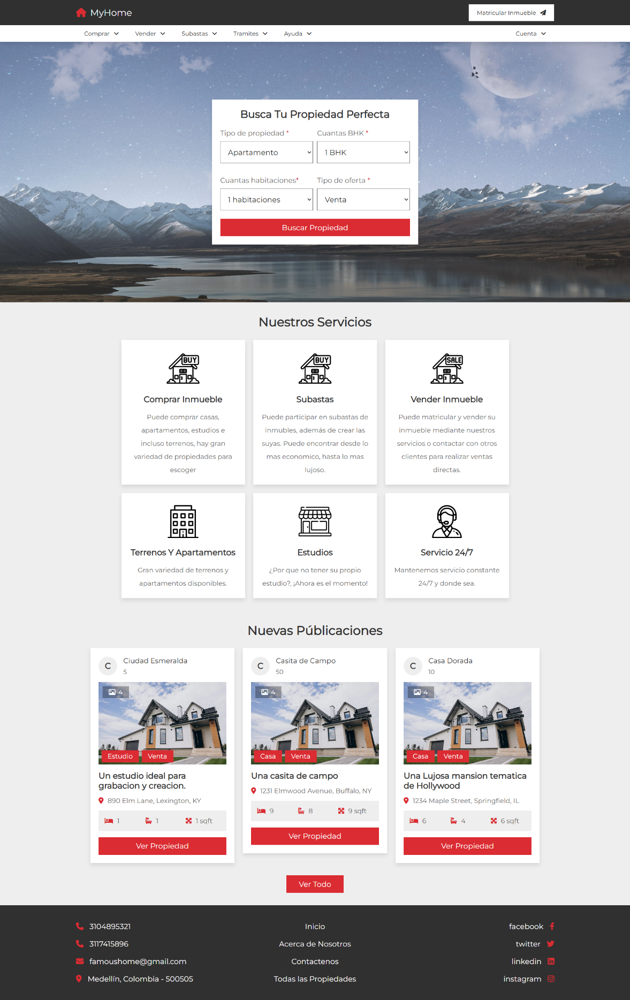 MyHome
Matricular Inmueble
Comprar Vender Subastas Tramites Ayuda Cuenta
Busca Tu Propiedad Perfecta
Tipo de propiedad * Cuantas BHK *
Apartamento 1 BHK
Cuantas habitaciones* Tipo de oferta *
1 habitaciones Venta
Buscar Propiedad
Nuestros Servicios
BUY
Comprar Inmueble
Puede comprar casas,
apartamentos, estudios e
incluso terrenos, hay gran
variedad de propiedades para
escoger
BUY
Subastas
Puede participar en subastas de
inmubles, además de crear las
suyas. Puede encontrar desde lo
mas economico, hasta lo mas
lujoso.
SALE
Vender Inmueble
Puede matricular y vender su
inmueble mediante nuestros
servicios o contactar con otros
clientes para realizar ventas
directas.
Terrenos Y Apartamentos
Gran variedad de terrenos y
apartamentos disponibles.
Estudios
¿Por que no tener su propio
estudio?, ¡Ahora es el momento!
Servicio 24/7
Mantenemos servicio constante
24/7 y donde sea.
Nuevas Públicaciones
C
Ciudad Esmeralda
5
4
Estudio Venta
Un estudio ideal para
grabacion y creacion.
890 Elm Lane, Lexington, KY
1 1 1 sqft
Ver Propiedad
C
Casita de Campo
50
4
Casa Venta
Una casita de campo
1231 Elmwood Avenue, Buffalo, NY
9 8 9 sqft
Ver Propiedad
C
Casa Dorada
10
4
Casa Venta
Una Lujosa mansion tematica
de Hollywood
1234 Maple Street, Springfield, IL
6 4 6 sqft
Ver Propiedad
Ver Todo
3104895321
3117415896
famoushome@gmail.com
Medellín, Colombia - 500505
Inicio
Acerca de Nosotros
Contactenos
Todas las Propiedades
facebook
twitter
linkedin
instagram